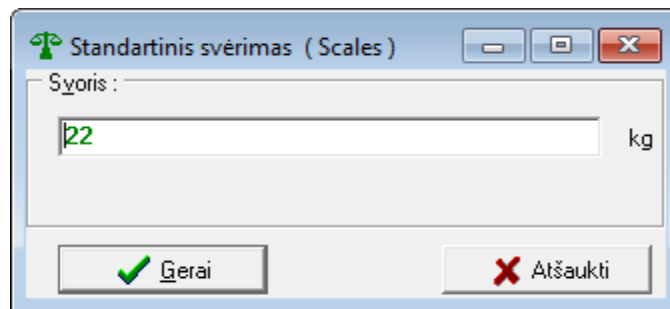 Standartinis svėrimas ( Scales )
Svoris :
22 kg
Gerai Atšaukti